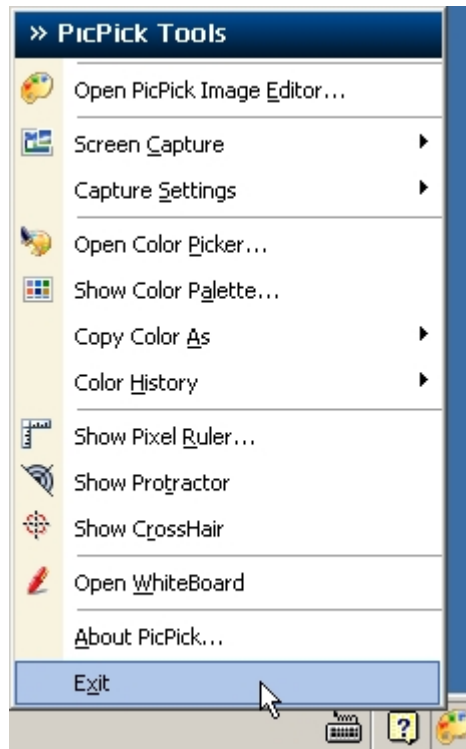 » PicPick Tools
Open PicPick Image Editor...
Screen Capture
Capture Settings
Open Color Picker...
Show Color Palette...
Copy Color As
Color History
Show Pixel Ruler...
Show Protractor
Show CrossHair
Open WhiteBoard
About PicPick...
Exit
?